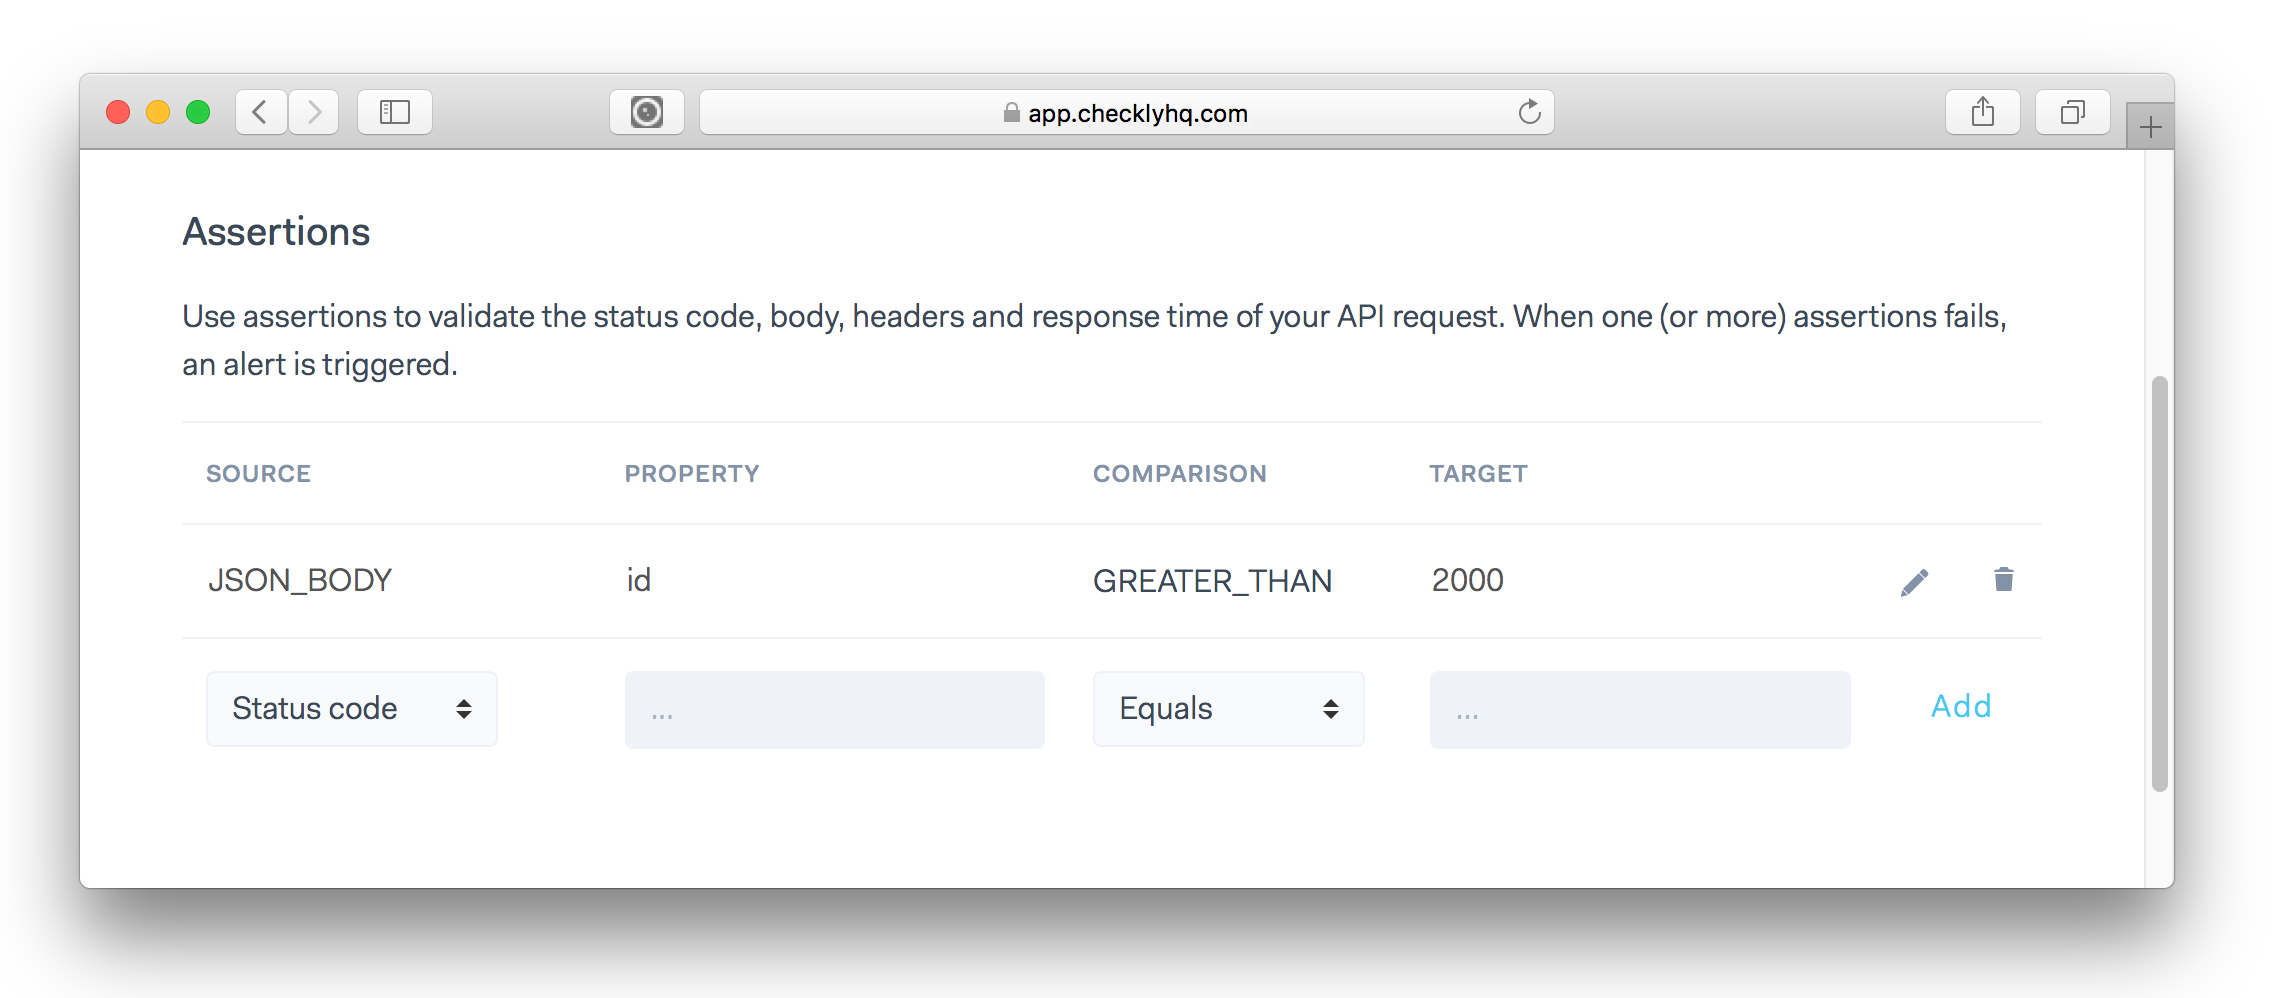 app.checklyhq.com
Assertions
Use assertions to validate the status code, body, headers and response time of your API request. When one (or more) assertions fails,
an alert is triggered.
SOURCE PROPERTY COMPARISON TARGET
JSON_BODY id GREATER_THAN 2000
Status code ... Equals ... Add